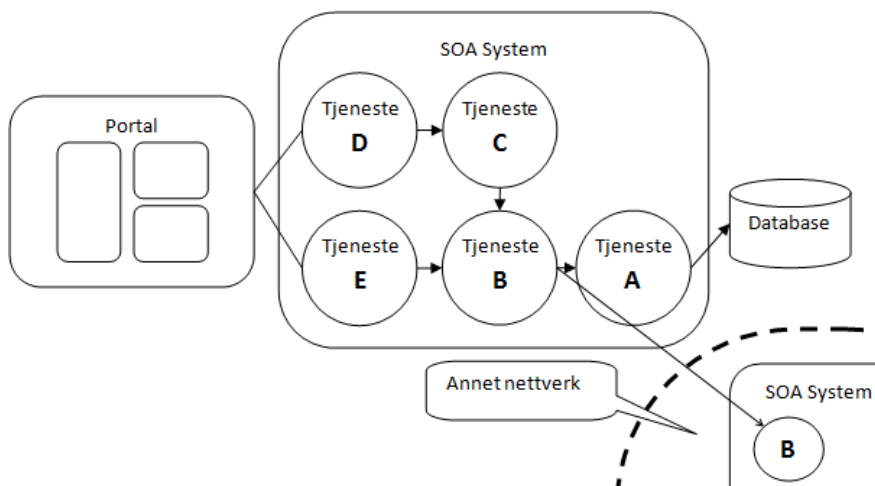 SOA System
Portal
Tjeneste
D
Tjeneste
C
Tjeneste
E
Tjeneste
B
Tjeneste
A
Database
Annet nettverk
SOA System
B